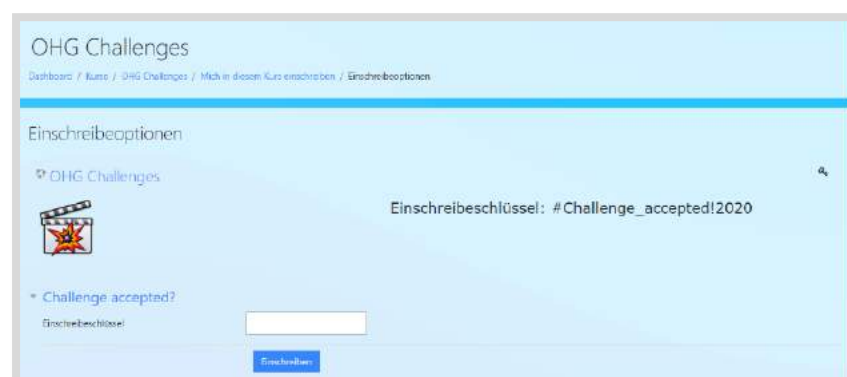 OHG Challenges
Dashboard / Kurse / OHG Challenges / Mich in diesem Kurs einschreiben / Einschreibeoptionen
Einschreibeoptionen
OHG Challenges
Einschreibeschlüssel: #Challenge_accepted!2020
Challenge accepted?
Einschreibeschlüssel
Einschreiben